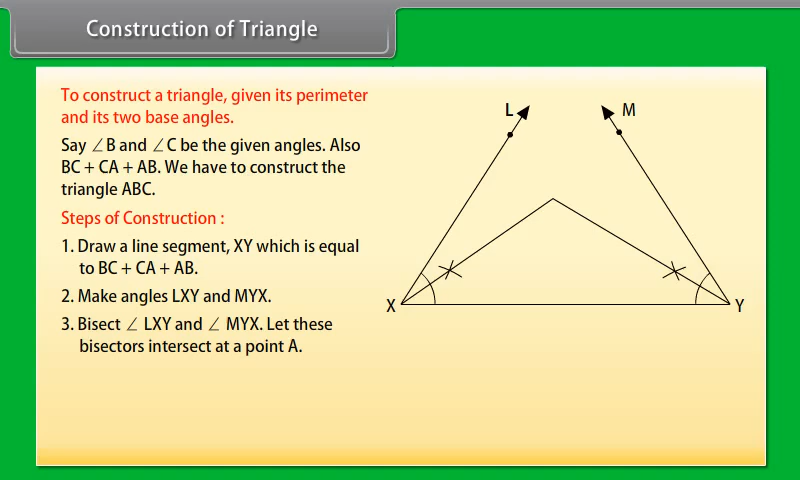 Construction of Triangle
To construct a triangle, given its perimeter
and its two base angles.
Say ∠B and ∠C be the given angles. Also
BC + CA + AB. We have to construct the
triangle ABC.
Steps of Construction :
1. Draw a line segment, XY which is equal
to BC + CA + AB.
2. Make angles LXY and MYX.
3. Bisect ∠ LXY and ∠ MYX. Let these
bisectors intersect at a point A.
L M
X Y